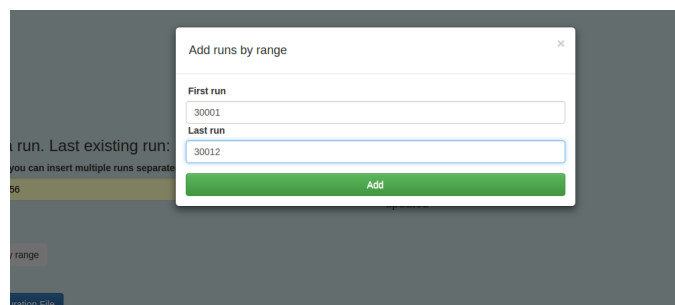 Add runs by range
×
First run
30001
Last run
30012
Add
run. Last existing run:
you can insert multiple runs
56
range
File